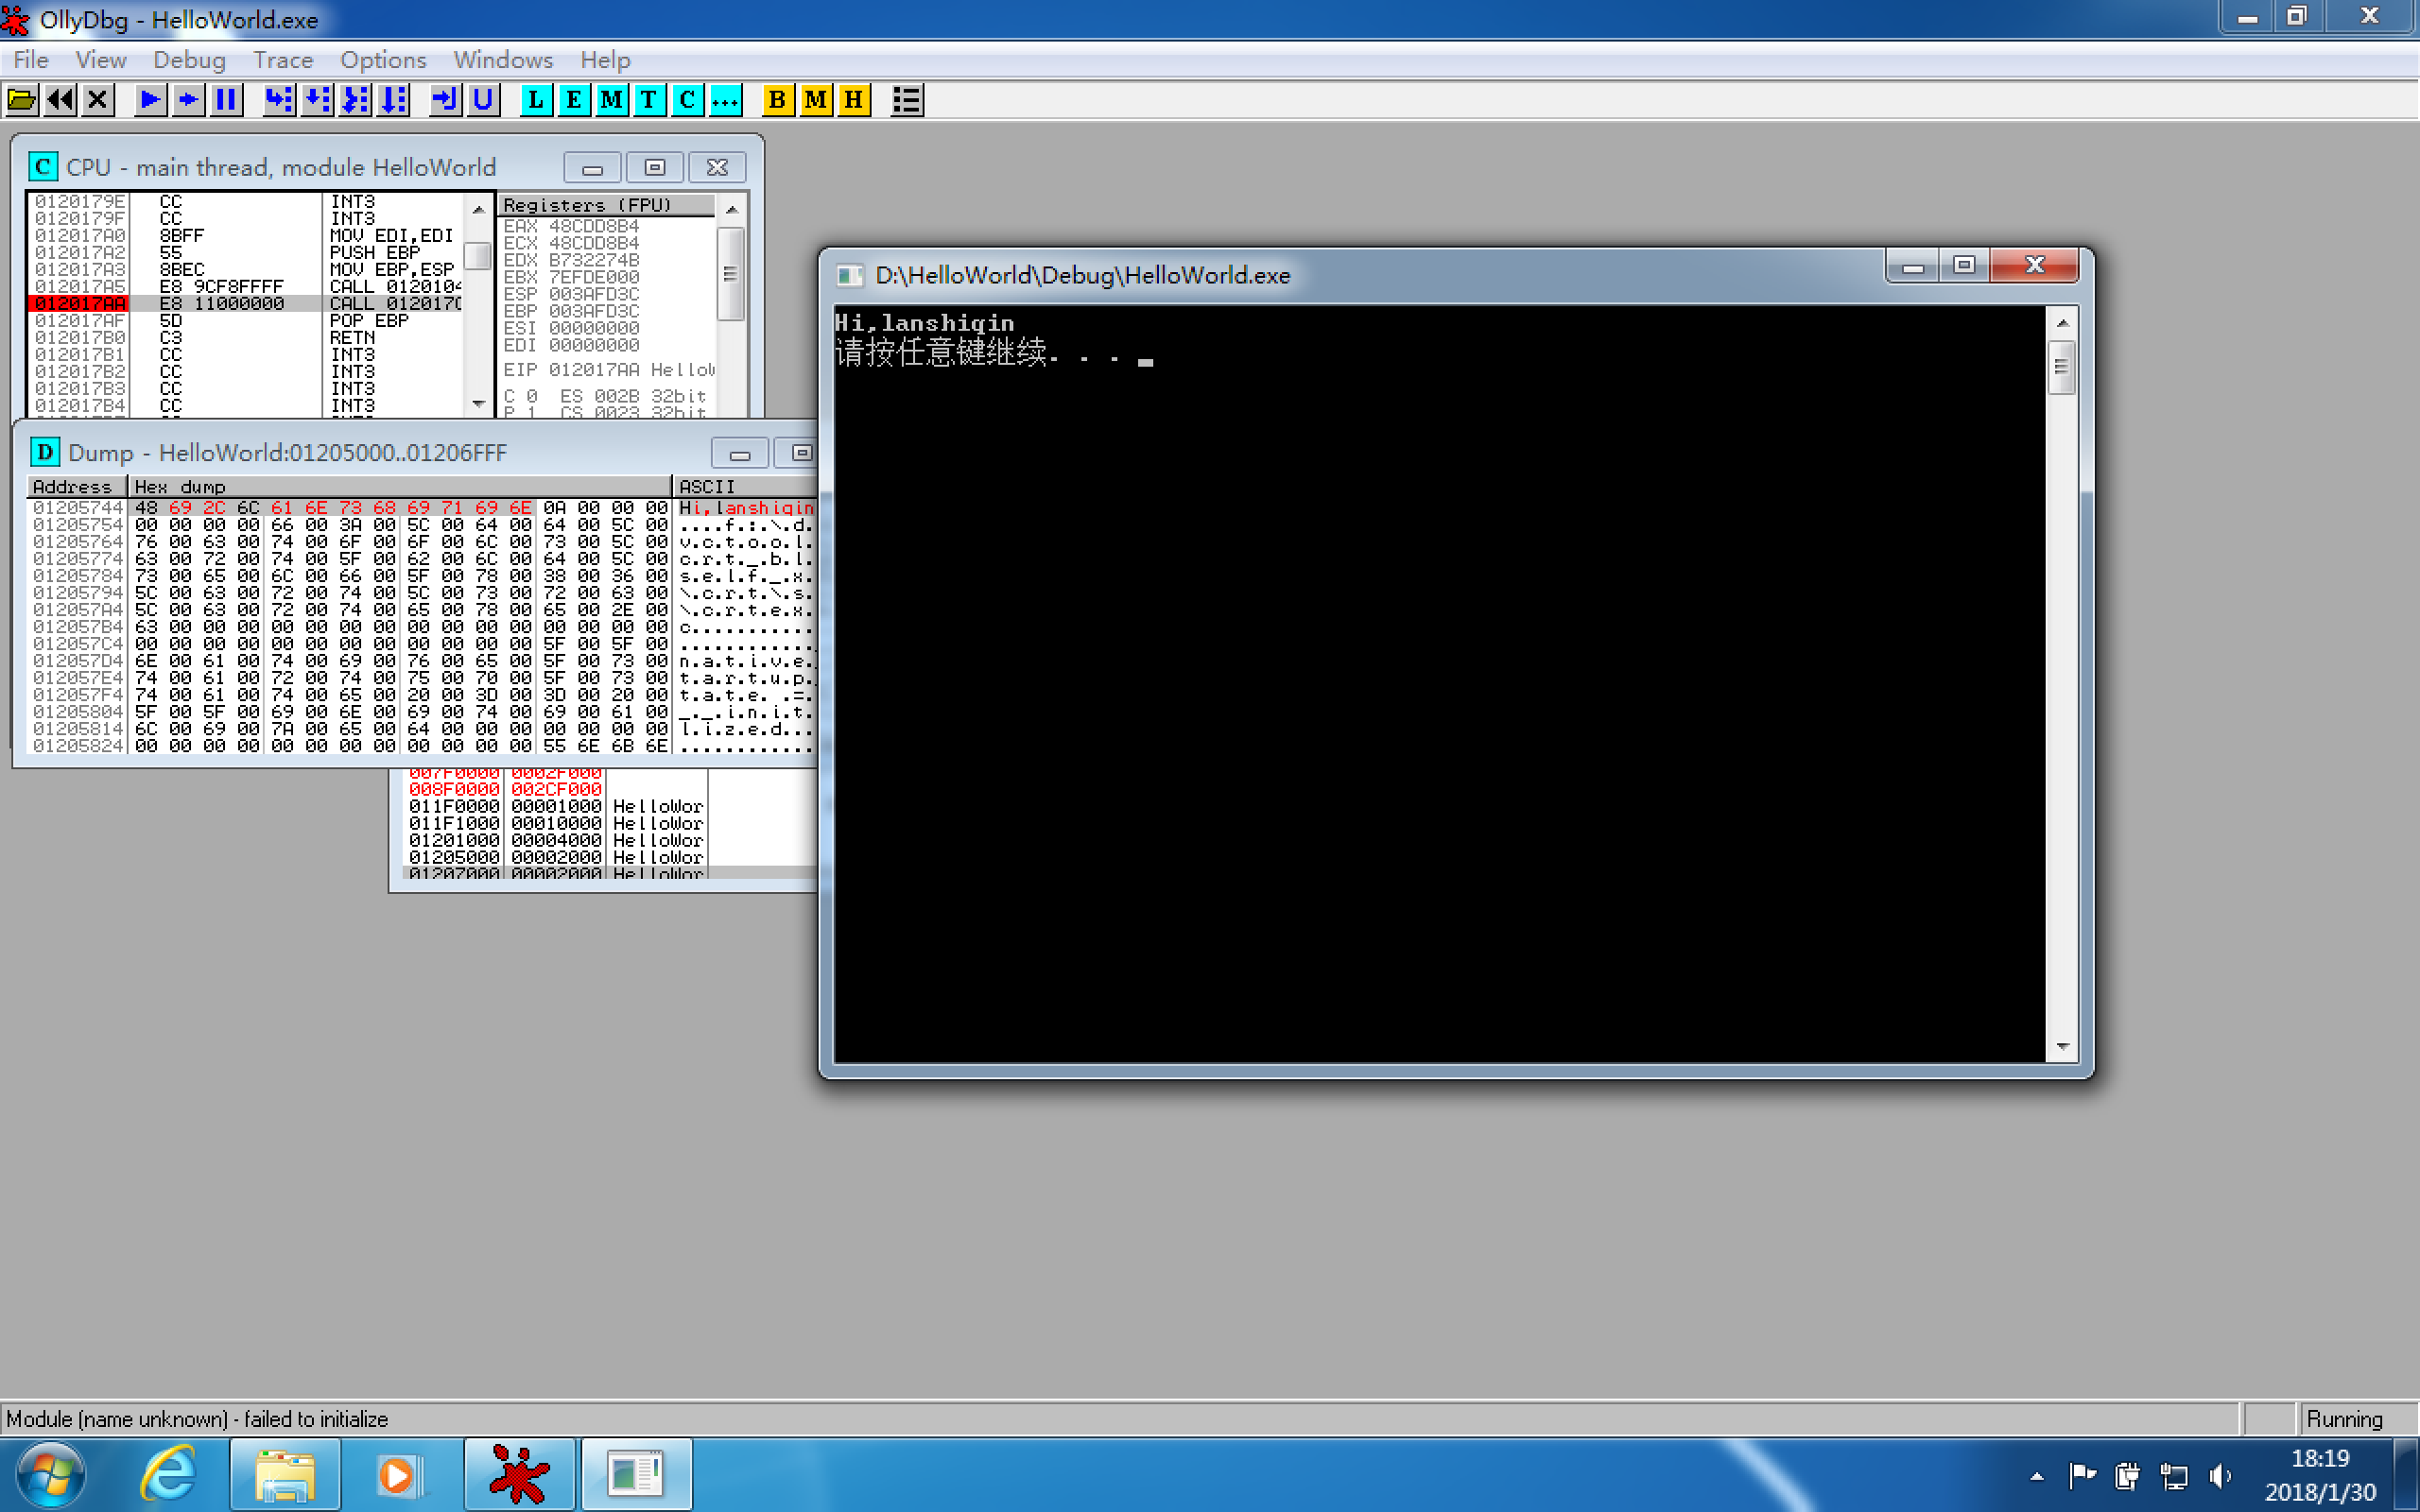 OllyDbg - HelloWorld.exe
File View Debug Trace Options Windows Help
L E M T C ... B M H
C CPU - main thread, module HelloWorld
0120179E CC INT3
0120179F CC INT3
012017A0 8BFF MOV EDI,EDI
012017A2 55 PUSH EBP
012017A3 8BEC MOV EBP,ESP
012017A5 E8 9CF8FFFF CALL 0120104
012017AA E8 11000000 CALL 012017C
012017AF 5D POP EBP
012017B0 C3 RETN
012017B1 CC INT3
012017B2 CC INT3
012017B3 CC INT3
012017B4 CC INT3
Registers (FPU)
EAX 48CDD8B4
ECX 48CDD8B4
EDX B732274B
EBX 7EFDE000
ESP 003AFD3C
EBP 003AFD3C
ESI 00000000
EDI 00000000
EIP 012017AA Hellow
C 0 ES 002B 32bit
P 1 CS 0023 32bit
D Dump - HelloWorld:01205000..01206FFF
Address Hex dump ASCII
01205744 48 69 2C 6C 61 6E 73 68 69 71 69 6E 0A 00 00 00 Hi,lanshiqin
01205754 00 00 00 00 66 00 3A 00 5C 00 64 00 64 00 5C 00 ....f.:.\.d.
01205764 76 00 63 00 74 00 6F 00 6F 00 6C 00 73 00 5C 00 v.c.t.o.o.l.
01205774 63 00 72 00 74 00 5F 00 62 00 6C 00 64 00 5C 00 c.r.t._.b.l.
01205784 73 00 65 00 6C 00 66 00 5F 00 78 00 38 00 36 00 s.e.l.f._.x.
01205794 5C 00 63 00 72 00 74 00 5C 00 73 00 72 00 63 00 \.c.r.t.\.s.
012057A4 5C 00 63 00 72 00 74 00 65 00 78 00 65 00 2E 00 \.c.r.t.e.x.
012057B4 63 00 00 00 00 00 00 00 00 00 00 00 00 00 00 00 c...........
012057C4 00 00 00 00 00 00 00 00 00 00 00 00 5F 00 5F 00 ............
012057D4 6E 00 61 00 74 00 69 00 76 00 65 00 5F 00 73 00 n.a.t.i.v.e.
012057E4 74 00 61 00 72 00 74 00 75 00 70 00 5F 00 73 00 t.a.r.t.u.p.
012057F4 74 00 61 00 74 00 65 00 20 00 3D 00 3D 00 20 00 t.a.t.e. .=.
01205804 5F 00 5F 00 69 00 6E 00 69 00 74 00 69 00 61 00 _._.i.n.i.t.
01205814 6C 00 69 00 7A 00 65 00 64 00 00 00 00 00 00 00 l.i.z.e.d...
01205824 00 00 00 00 00 00 00 00 00 00 00 00 55 6E 6B 6E ............
007F0000 0002F000
008F0000 002CF000
011F0000 00001000 HelloWor
011F1000 00010000 HelloWor
01201000 00004000 HelloWor
01205000 00002000 HelloWor
01207000 00002000 HelloWor
D:\HelloWorld\Debug\HelloWorld.exe
Hi,lanshiqin
请按任意键继续. . .
Module (name unknown) - failed to initialize
Running
18:19
2018/1/30